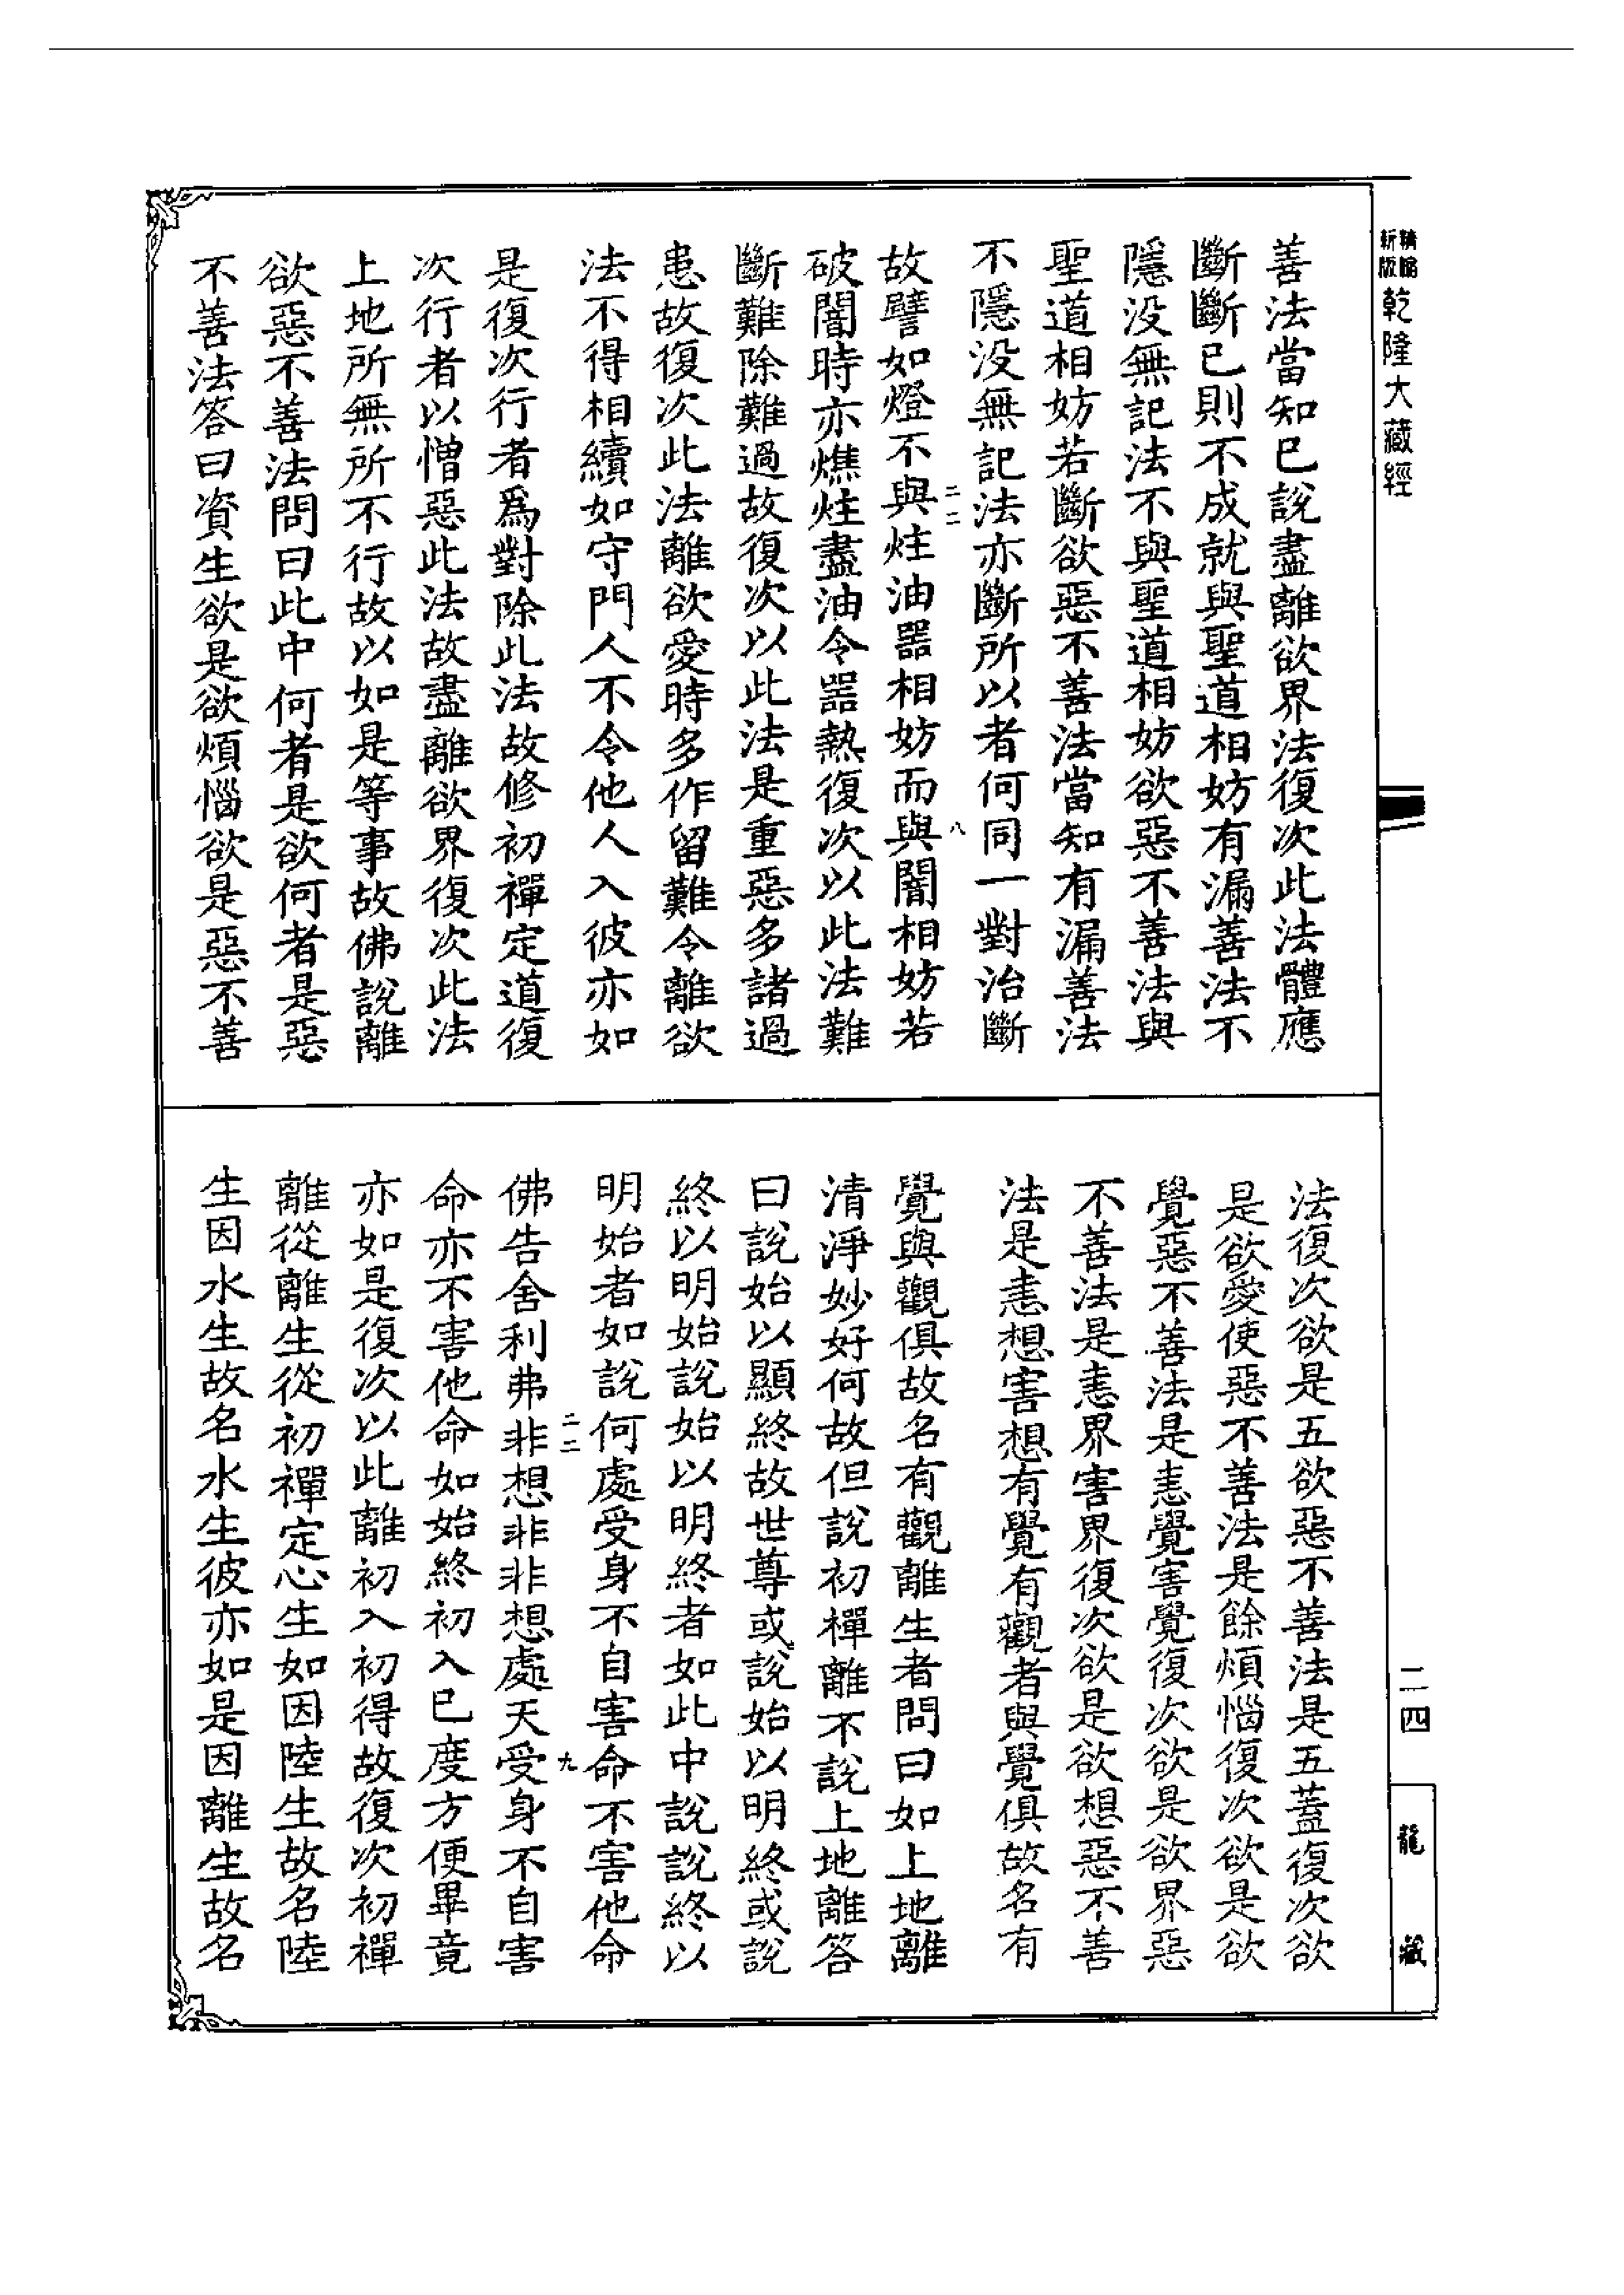 精縮新版乾隆大藏經
善法當知已說盡離欲界法復次此法體應
斷斷已則不成就與聖道相妨有漏善法不
隱没無記法不與聖道相妨欲惡不善法與
聖道相妨若斷欲惡不善法當知有漏善法
不隱没無記法亦斷所以者何同一對治斷
故譬如燈不與炷油器相妨而與闇相妨若
二二
八
破闇時亦燋炷盡油令器熱復次以此法難
斷難除難過故復次以此法是重惡多諸過
患故復次此法離欲愛時多作留難令離欲
法不得相續如守門人不令他人入彼亦如
是復次行者爲對除此法故修初禪定道復
次行者以憎惡此法故盡離欲界復次此法
上地所無所不行故以如是等事故佛說離
欲惡不善法問曰此中何者是欲何者是惡
不善法答曰資生欲是欲煩惱欲是惡不善
法復次欲是五欲惡不善法是五蓋復次欲
是欲愛使惡不善法是餘煩惱復次欲是欲
覺惡不善法是恚覺害覺復次欲是欲界惡
不善法是恚界害界復次欲是欲想惡不善
法是恚想害想有覺有觀者與覺俱故名有
覺與觀俱故名有觀離生者問曰如上地離
清淨妙好何故但說初禪離不說上地離答
曰說始以顯終故世尊或說始以明終或說
終以明始說始以明終者如此中說說終以
明始者如說何處受身不自害命不害他命
二二
九
佛告舍利弗非想非非想處天受身不自害
命亦不害他命如始終初入已度方便畢竟
亦如是復次以此離初入初得故復次初禪
離從離生從初禪定心生如因陸生故名陸
生因水生故名水生彼亦如是因離生故名
二四
龍藏